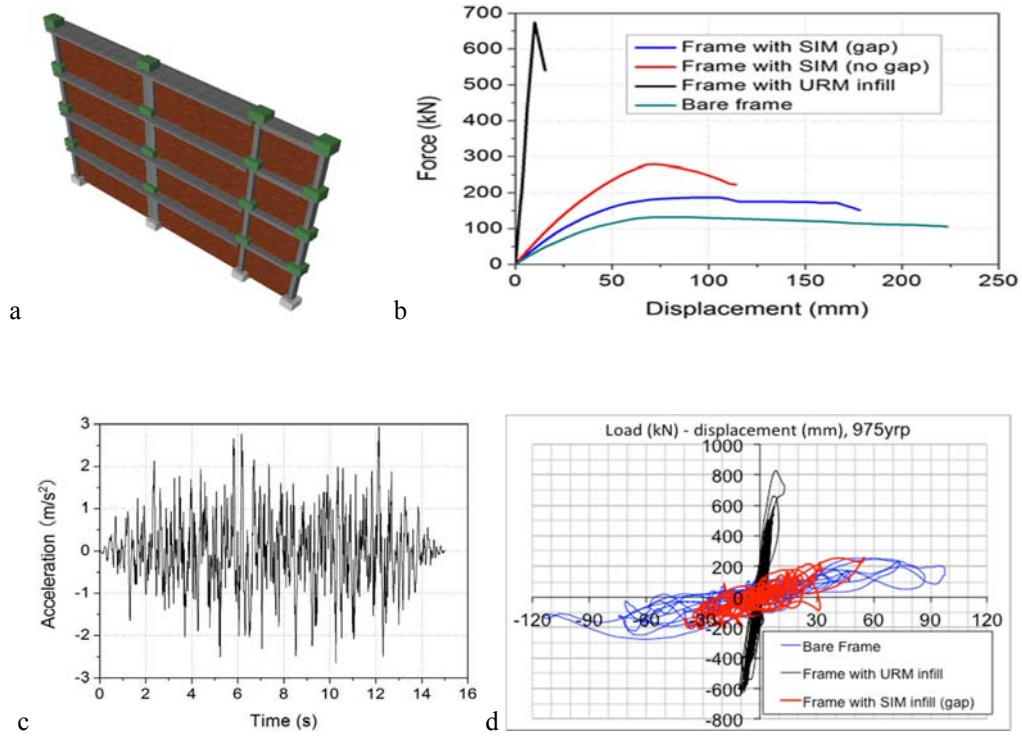 a
b
700
600
500
400
300
200
100
0
Force (kN)
Frame with SIM (gap)
Frame with SIM (no gap)
Frame with URM infill
Bare frame
0 50 100 150 200 250
Displacement (mm)
c
3
2
1
0
-1
-2
-3
Acceleration (m/s²)
0 2 4 6 8 10 12 14 16
Time (s)
d
Load (kN) - displacement (mm), 975yrp
1000
800
600
400
200
0
-120 -90 -60 -30 0 30 60 90 120
-200
-400
-600
-800
Bare Frame
Frame with URM infill
Frame with SIM infill (gap)